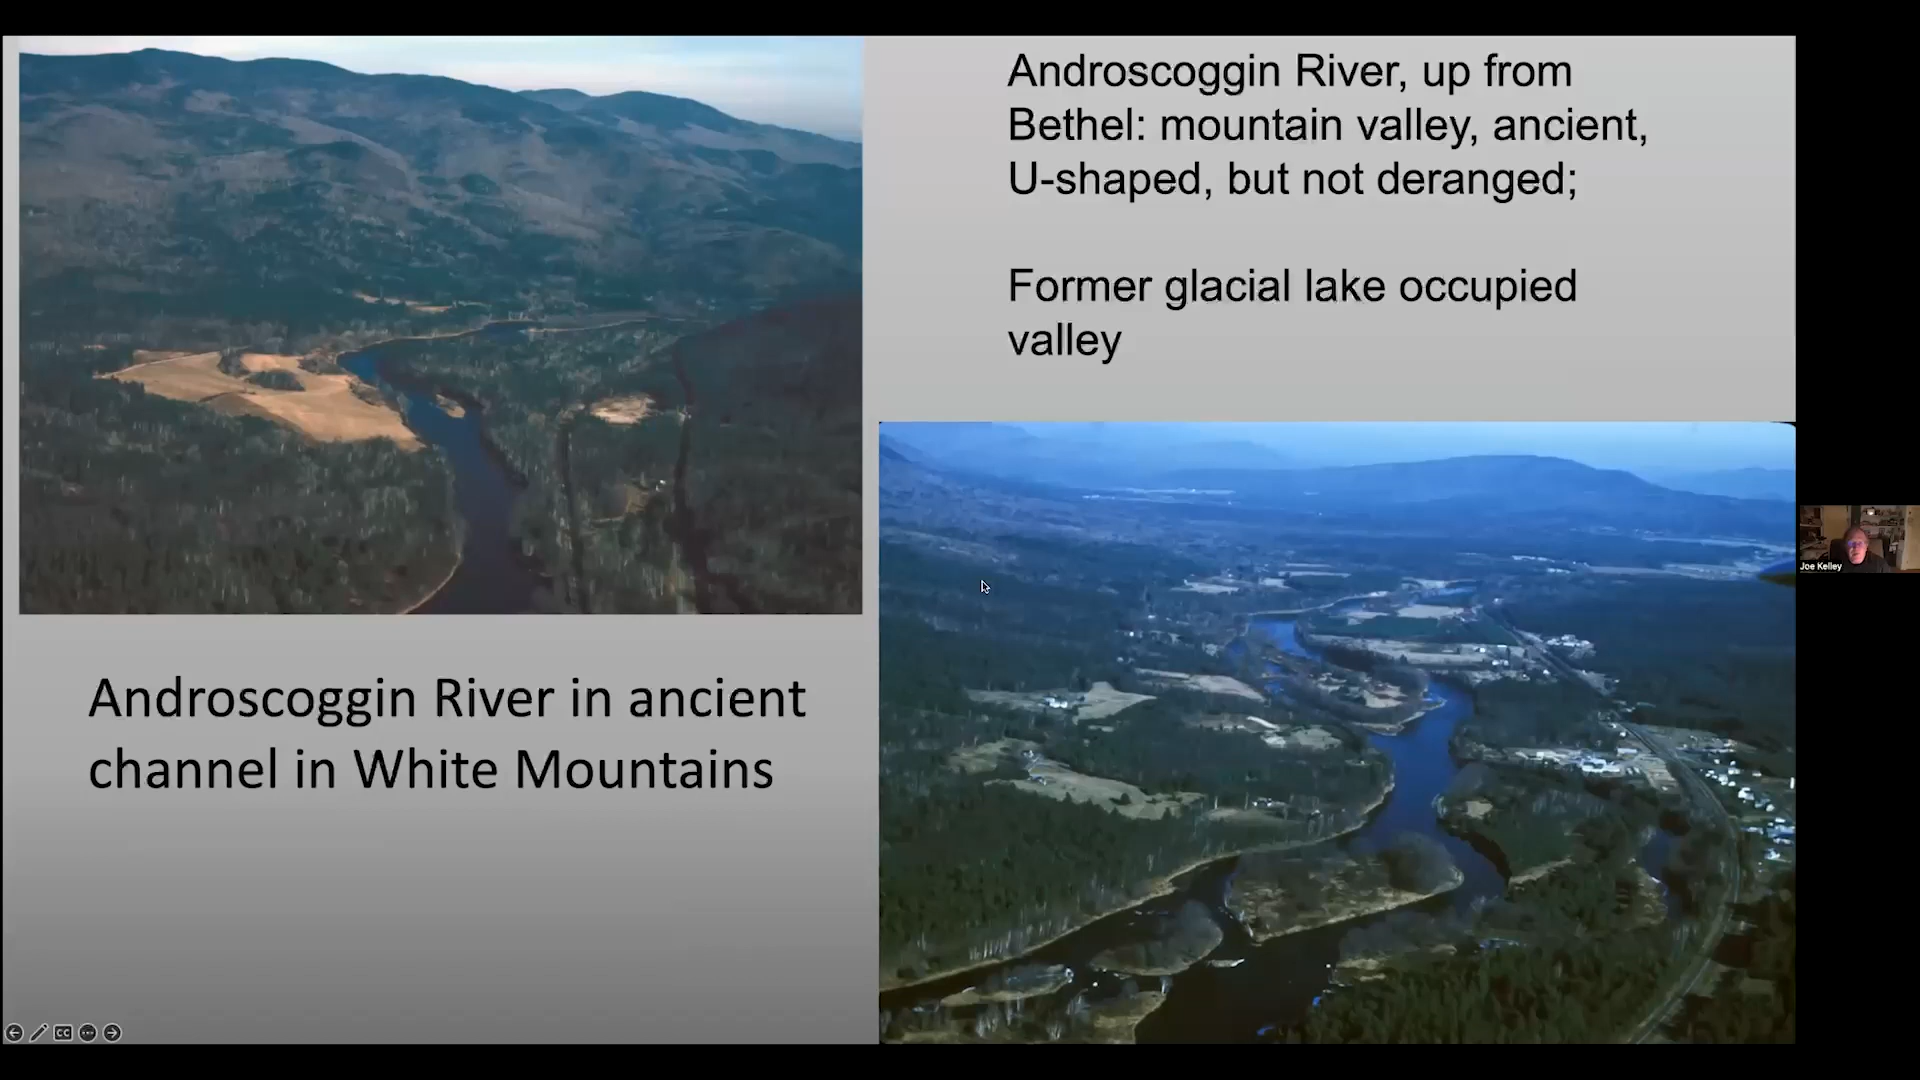 Androscoggin River, up from
Bethel: mountain valley, ancient,
U-shaped, but not deranged;
Former glacial lake occupied
valley
Androscoggin River in ancient
channel in White Mountains
Joe Kelley
CC